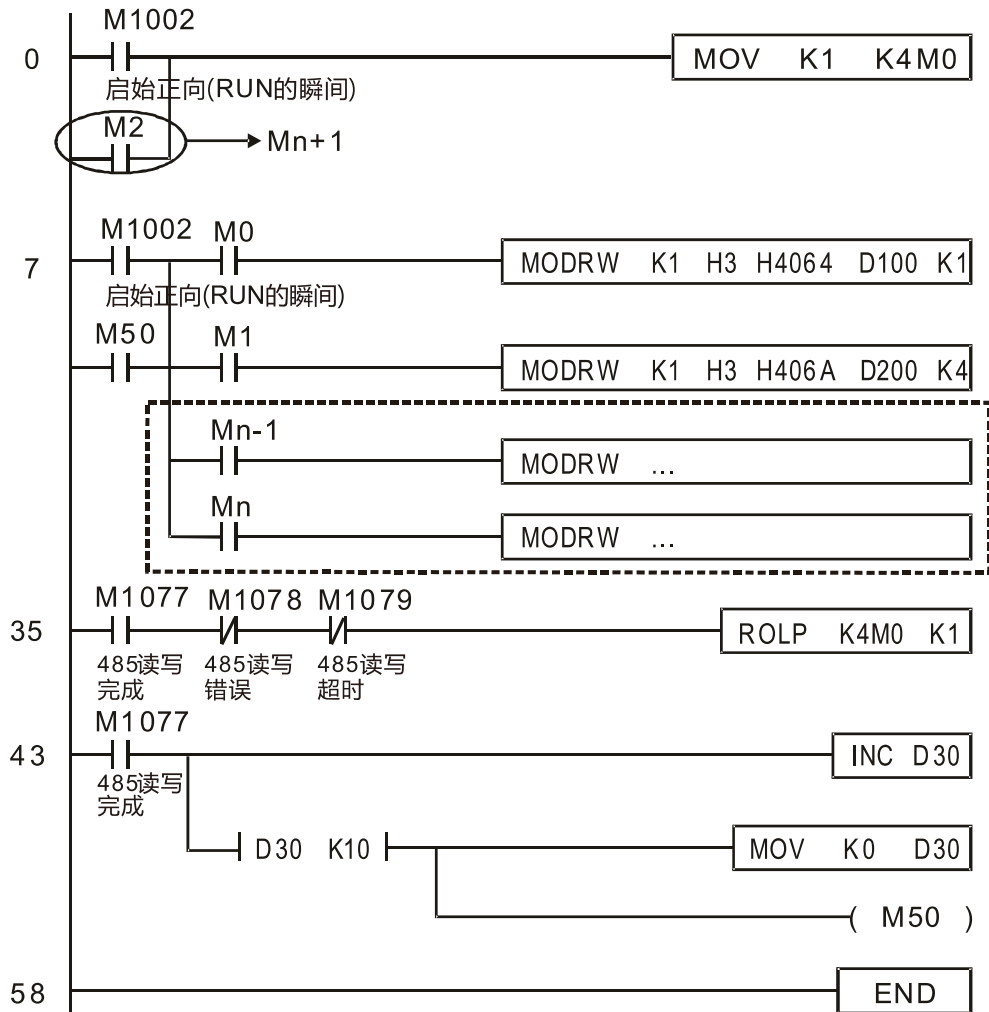 M1002
0 MOV K1 K4M0
启始正向(RUN的瞬间)
M2
Mn+1
M1002 M0
7 MODRW K1 H3 H4064 D100 K1
启始正向(RUN的瞬间)
M50 M1
MODRW K1 H3 H406A D200 K4
Mn-1
MODRW ...
Mn
MODRW ...
M1077 M1078 M1079
35 ROLP K4M0 K1
485读写 485读写 485读写
完成 错误 超时
M1077
43 INC D30
485读写
完成
D30 K10 MOV K0 D30
( M50 )
58 END